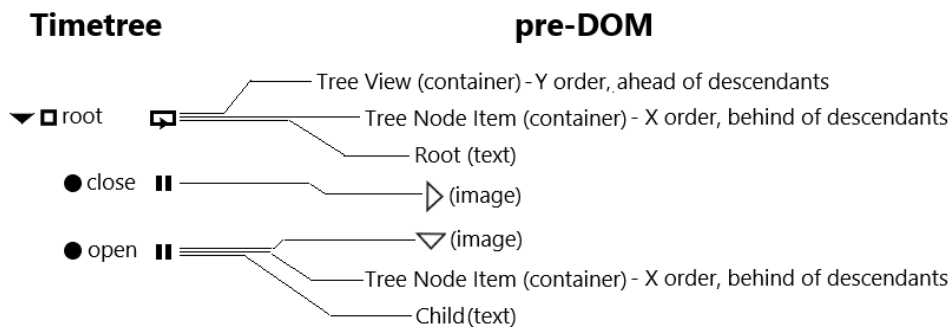 Timetree pre-DOM
Tree View (container) - Y order, ahead of descendants
root Tree Node Item (container) - X order, behind of descendants
Root (text)
close (image)
open (image)
Tree Node Item (container) - X order, behind of descendants
Child (text)